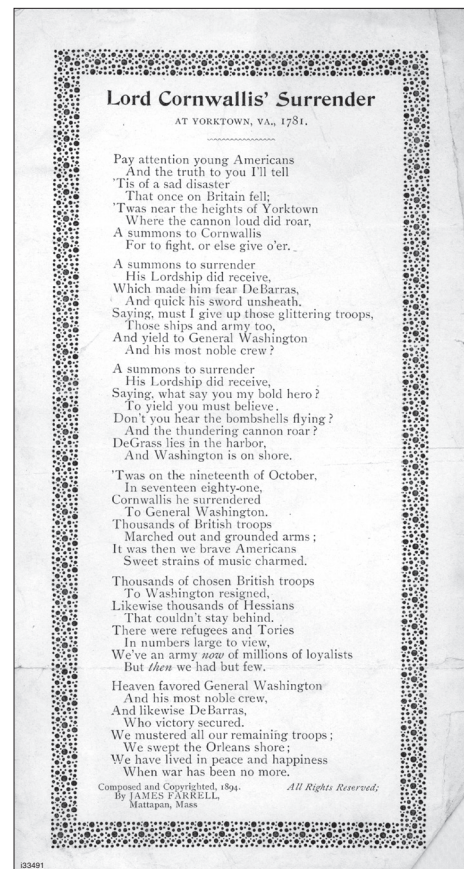 Lord Cornwallis' Surrender
AT YORKTOWN, VA., 1781.
Pay attention young Americans
And the truth to you I'll tell
'Tis of a sad disaster
That once on Britain fell;
'Twas near the heights of Yorktown
Where the cannon loud did roar,
A summons to Cornwallis
For to fight. or else give o'er.
A summons to surrender
His Lordship did receive,
Which made him fear DeBarras,
And quick his sword unsheath.
Saying, must I give up those glittering troops,
Those ships and army too,
And yield to General Washington
And his most noble crew?
A summons to surrender
His Lordship did receive,
Saying, what say you my bold hero?
To yield you must believe.
Don't you hear the bombshells flying?
And the thundering cannon roar?
DeGrass lies in the harbor,
And Washington is on shore.
'Twas on the nineteenth of October,
In seventeen eighty-one,
Cornwallis he surrendered
To General Washington.
Thousands of British troops
Marched out and grounded arms;
It was then we brave Americans
Sweet strains of music charmed.
Thousands of chosen British troops
To Washington resigned,
Likewise thousands of Hessians
That couldn't stay behind.
There were refugees and Tories
In numbers large to view,
We've an army now of millions of loyalists
But then we had but few.
Heaven favored General Washington
And his most noble crew,
And likewise DeBarras,
Who victory secured.
We mustered all our remaining troops;
We swept the Orleans shore;
We have lived in peace and happiness
When war has been no more.
Composed and Copyrighted, 1894. All Rights Reserved;
By JAMES FARRELL,
Mattapan, Mass
i33491